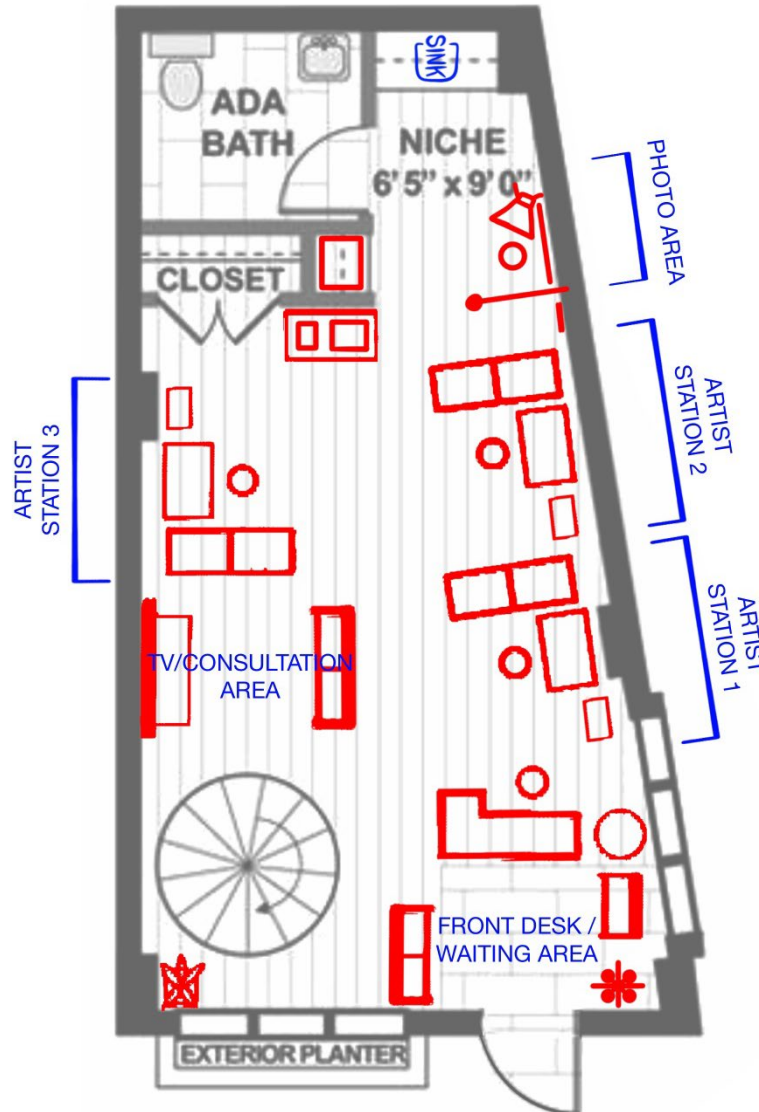 SINK
ADA
BATH
NICHE
6'5" x 9'0"
PHOTO AREA
CLOSET
ARTIST
STATION 2
ARTIST
STATION 3
ARTIST
STATION 1
TV/CONSULTATION
AREA
FRONT DESK /
WAITING AREA
EXTERIOR PLANTER